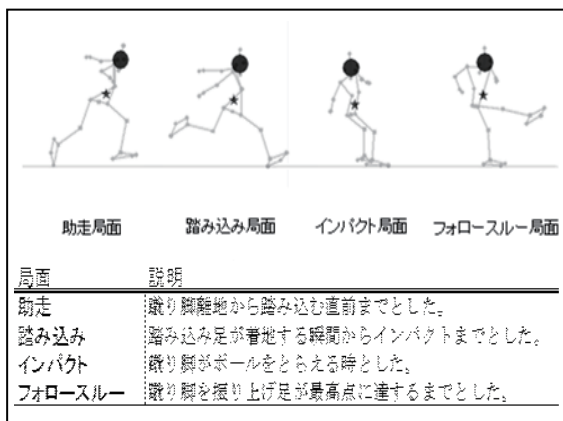 助走局面 踏み込み局面 インパクト局面 フォロースルー局面
局面 説明
助走 蹴り脚離地から踏み込む直前までとした。
踏み込み 踏み込み足が着地する瞬間からインパクトまでとした。
インパクト 蹴り脚がボールをとらえる時とした。
フォロースルー 蹴り脚を振り上げ足が最高点に達するまでとした。